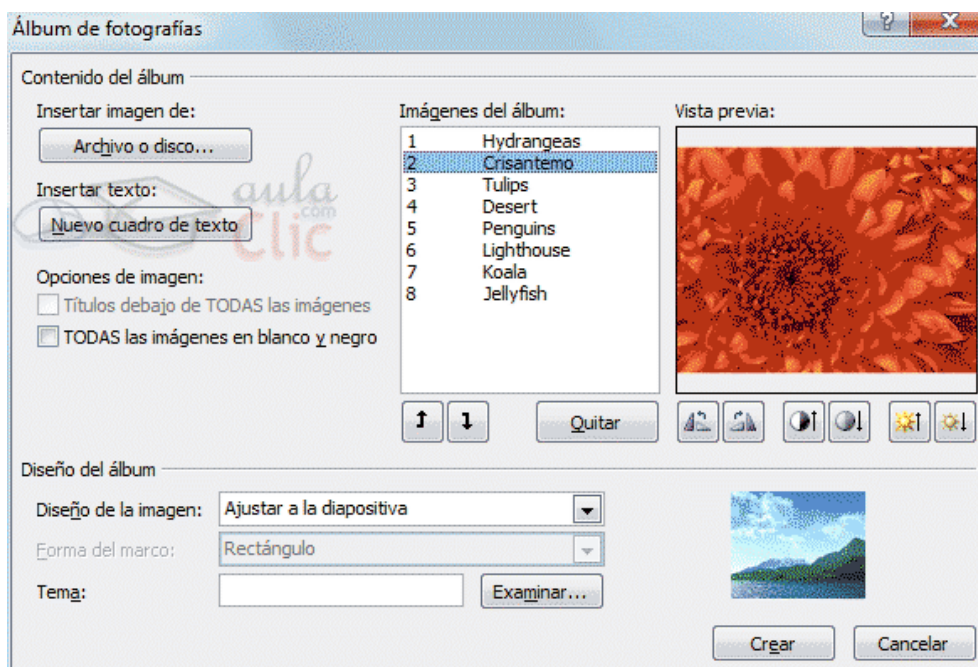 Álbum de fotografías
Contenido del álbum
Insertar imagen de:
Archivo o disco...
Insertar texto:
Nuevo cuadro de texto
aula
Clic
.com
Opciones de imagen:
Títulos debajo de TODAS las imágenes
TODAS las imágenes en blanco y negro
Imágenes del álbum:
1 Hydrangeas
2 Crisantemo
3 Tulips
4 Desert
5 Penguins
6 Lighthouse
7 Koala
8 Jellyfish
Quitar
Vista previa:
Diseño del álbum
Diseño de la imagen: Ajustar a la diapositiva
Forma del marco: Rectángulo
Tema: Examinar...
Crear Cancelar